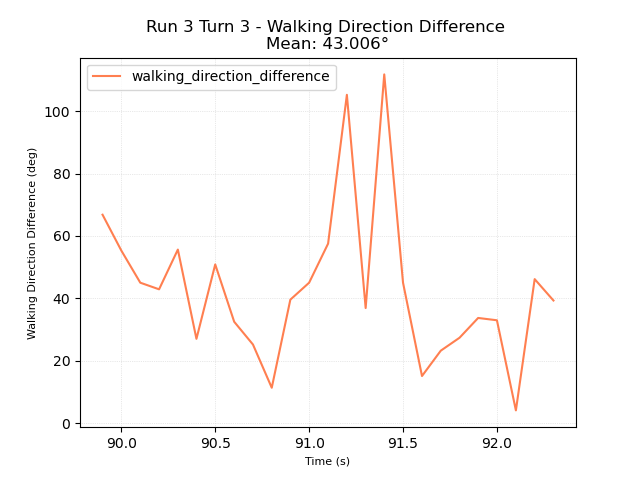 Run 3 Turn 3 - Walking Direction Difference
Mean: 43.006°
walking_direction_difference
Walking Direction Difference (deg)
100
80
60
40
20
0
90.0
90.5
91.0
91.5
92.0
Time (s)